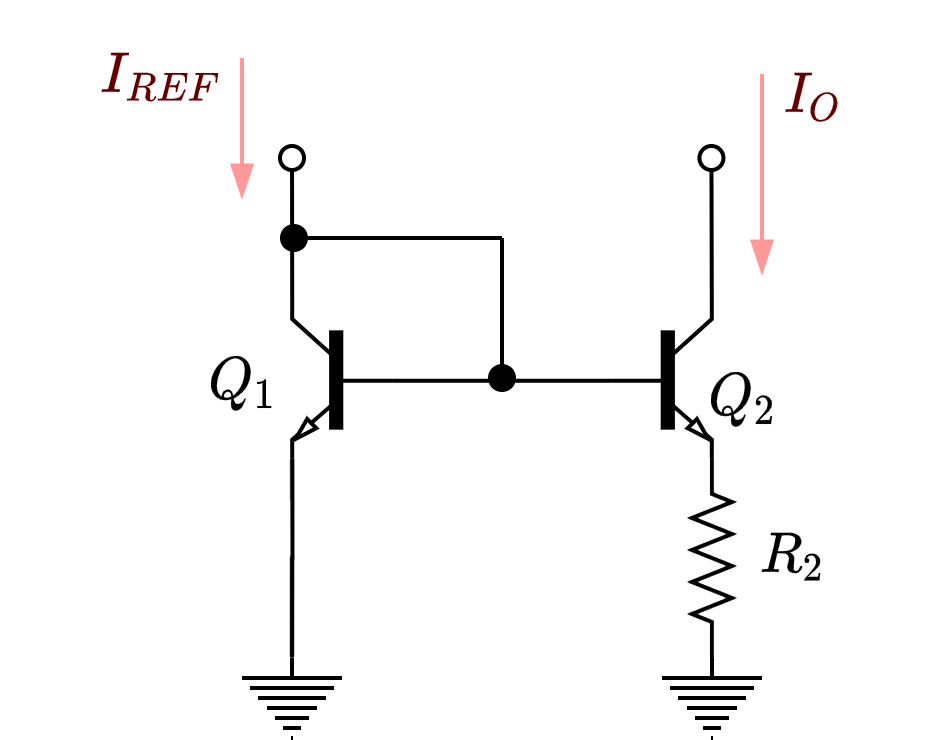 I_REF
I_O
Q_1
Q_2
R_2